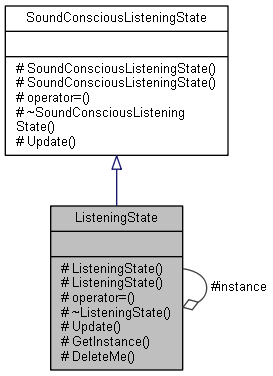 SoundConsciousListeningState
# SoundConsciousListeningState()
# SoundConsciousListeningState()
# operator=()
# ~SoundConsciousListening
State()
# Update()
ListeningState
# ListeningState()
# ListeningState()
# operator=()
# ~ListeningState()
# Update()
# GetInstance()
# DeleteMe()
#instance